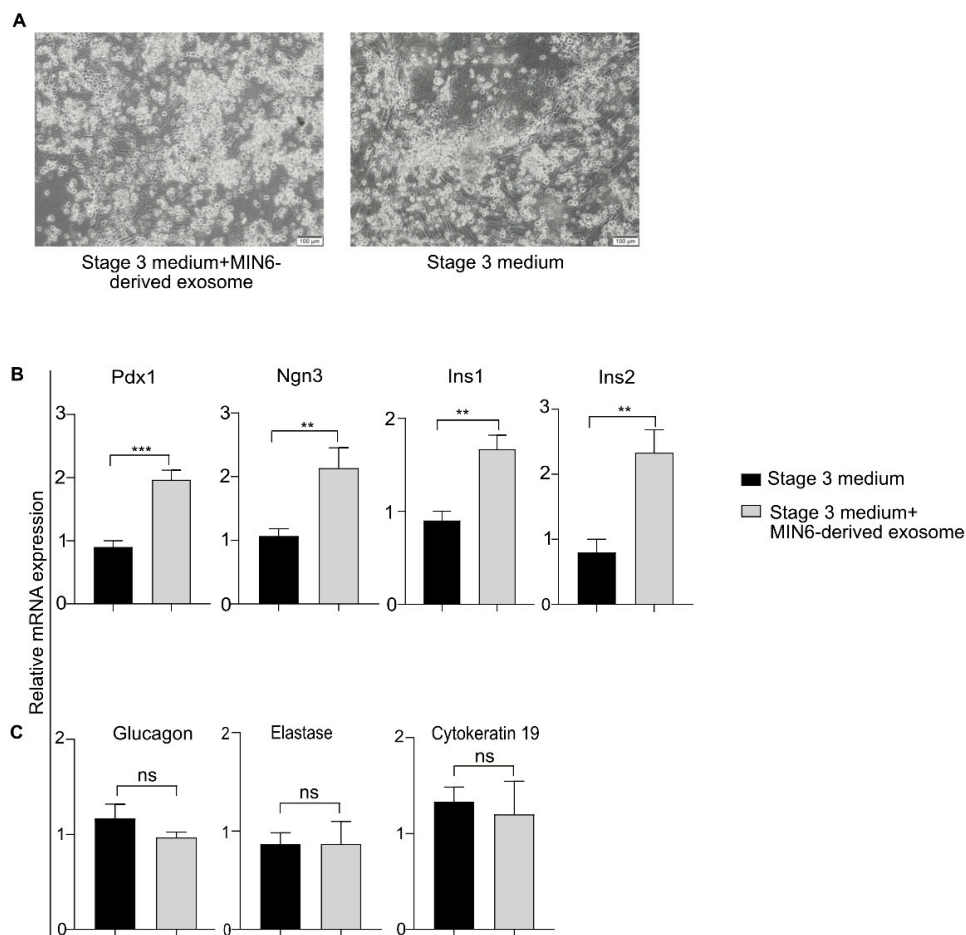 A
100 µm
100 µm
Stage 3 medium+MIN6-
derived exosome
Stage 3 medium
B
Relative mRNA expression
Pdx1
3
2
1
0
***
Ngn3
3
2
1
0
**
Ins1
2
1
0
**
Ins2
3
2
1
0
**
Stage 3 medium
Stage 3 medium+
MIN6-derived exosome
C
Glucagon
2
1
0
ns
Elastase
2
1
0
ns
Cytokeratin 19
2
1
0
ns